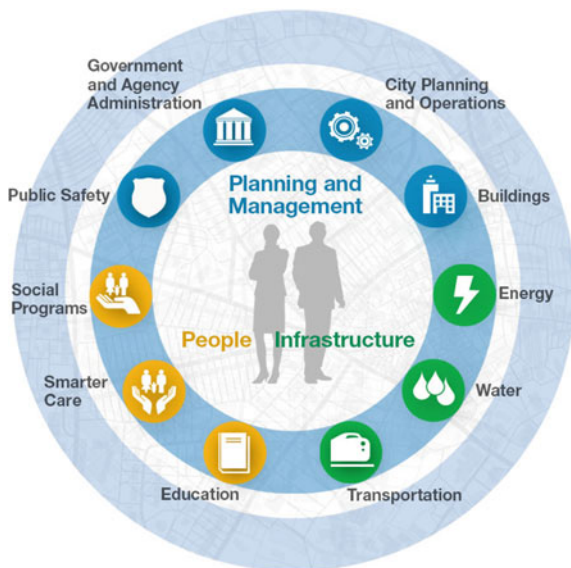 Government
and Agency
Administration
City Planning
and Operations
Public Safety
Planning and
Management
Buildings
Social
Programs
Energy
People
Infrastructure
Smarter
Care
Water
Education
Transportation